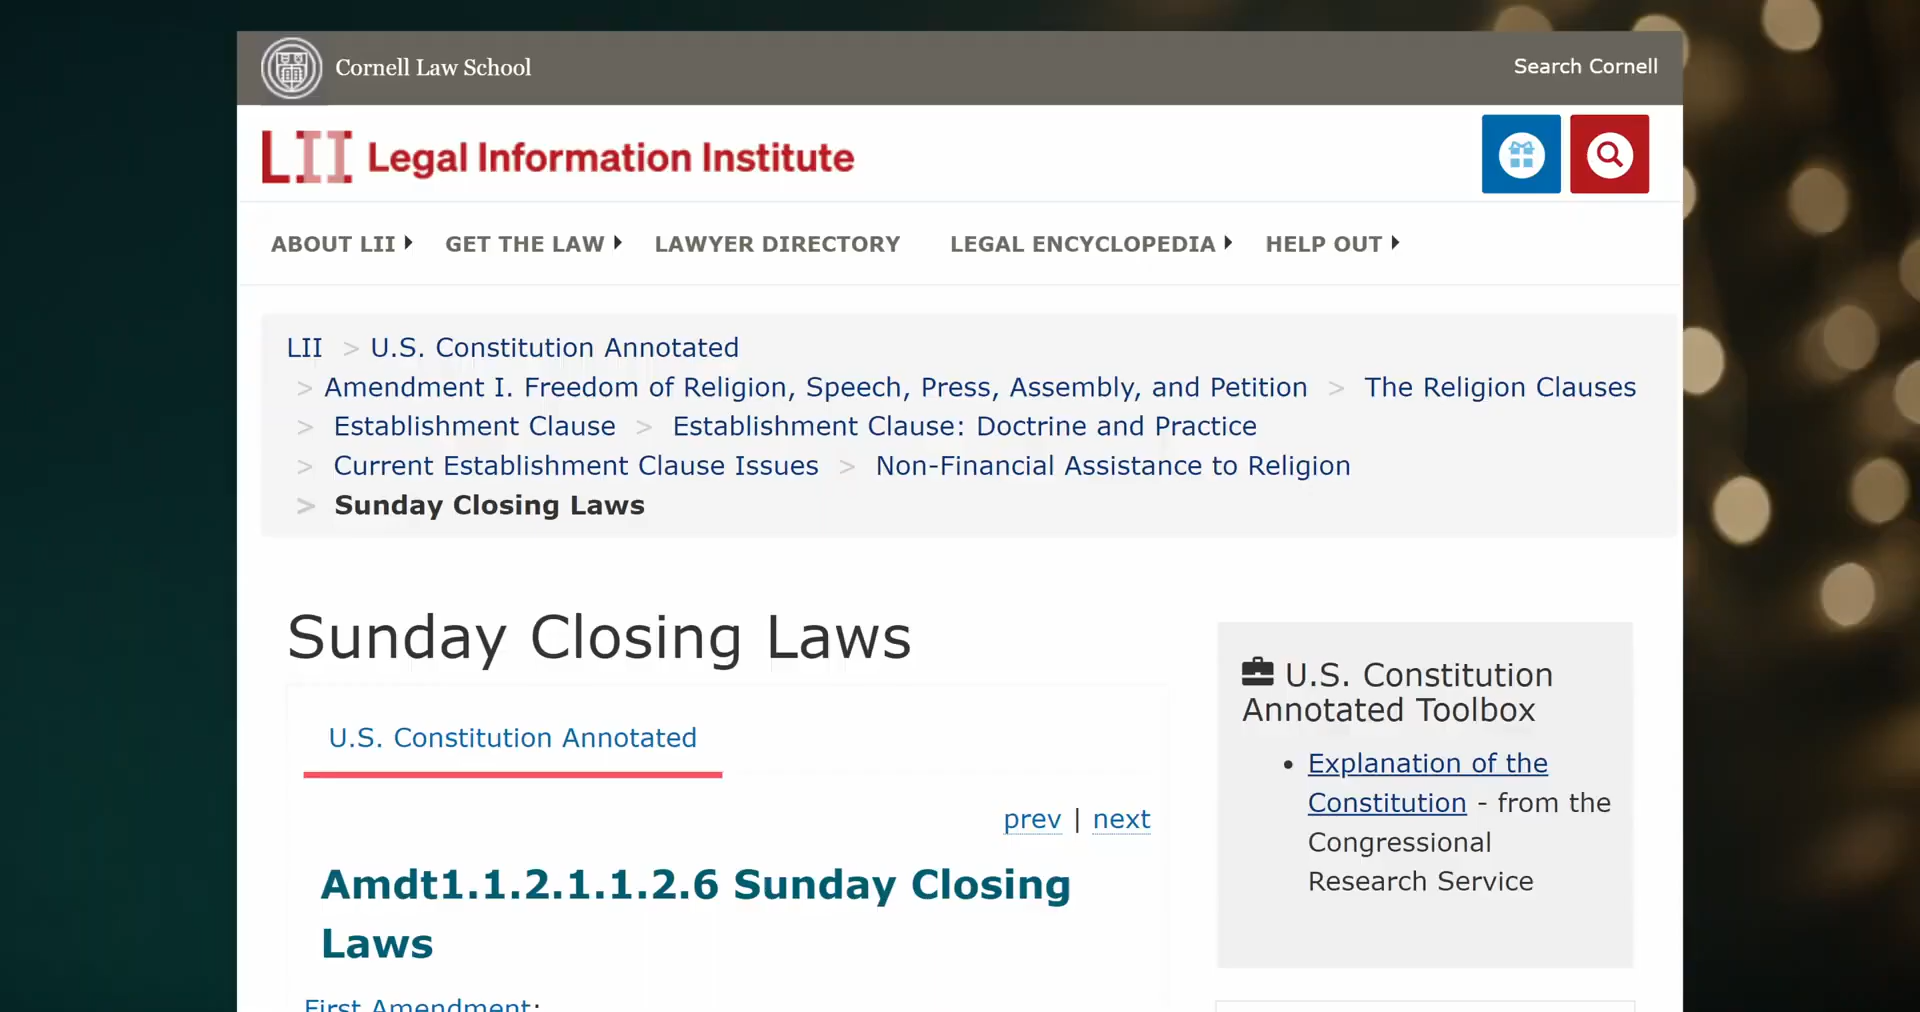 Cornell Law School
Search Cornell
LII Legal Information Institute
ABOUT LII GET THE LAW LAWYER DIRECTORY LEGAL ENCYCLOPEDIA HELP OUT
LII > U.S. Constitution Annotated
> Amendment I. Freedom of Religion, Speech, Press, Assembly, and Petition > The Religion Clauses
> Establishment Clause > Establishment Clause: Doctrine and Practice
> Current Establishment Clause Issues > Non-Financial Assistance to Religion
> Sunday Closing Laws
Sunday Closing Laws
U.S. Constitution Annotated
prev | next
Amdt1.1.2.1.1.2.6 Sunday Closing
Laws
First Amendment:
U.S. Constitution
Annotated Toolbox
• Explanation of the
Constitution - from the
Congressional
Research Service